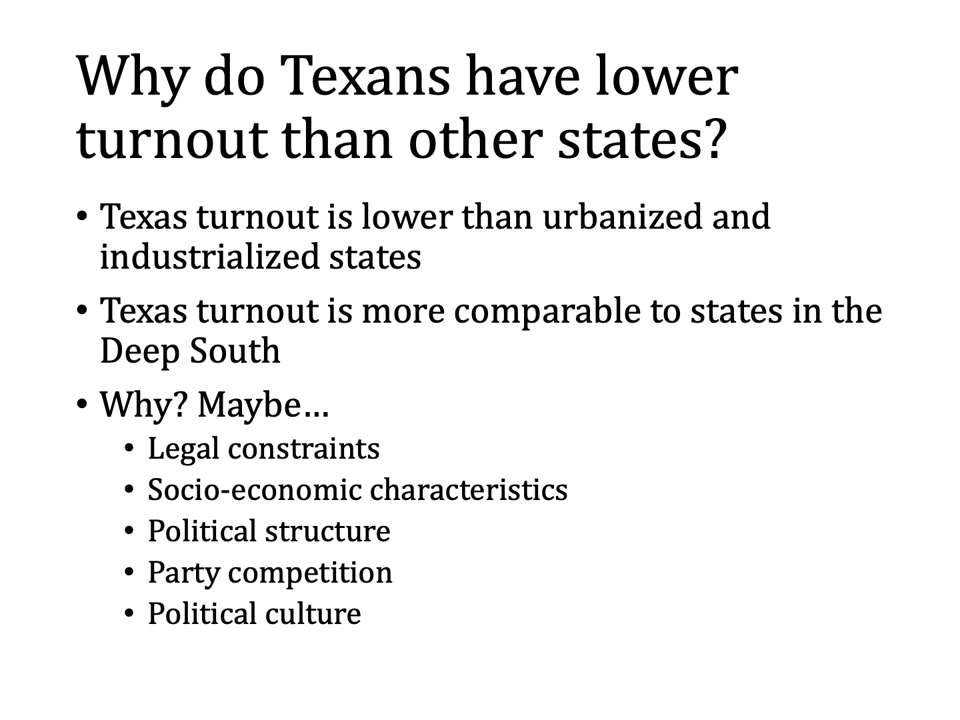 Why do Texans have lower
turnout than other states?
• Texas turnout is lower than urbanized and
industrialized states
• Texas turnout is more comparable to states in the
Deep South
• Why? Maybe…
• Legal constraints
• Socio-economic characteristics
• Political structure
• Party competition
• Political culture